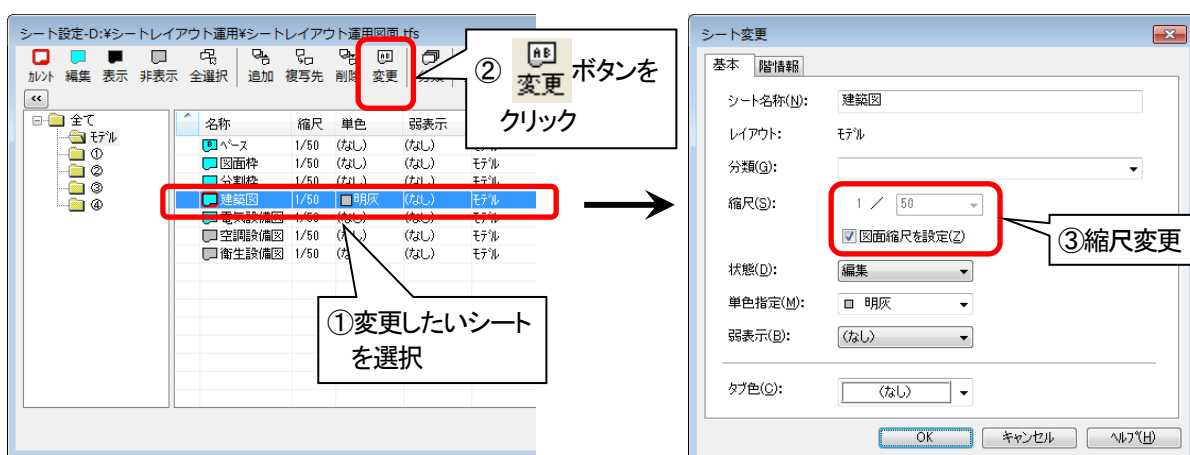 シート設定-D:¥シートレイアウト運用¥シートレイアウト運用図面.tfs
ｶﾚﾝﾄ 編集 表示 非表示 全選択 追加 複写先 削除 変更
<<
全て
ﾓﾃﾞﾙ
①
②
③
④
名称 縮尺 単色 弱表示
ﾍﾞｰｽ 1/50 (なし) (なし) ﾓﾃﾞﾙ
図面枠 1/50 (なし) (なし) ﾓﾃﾞﾙ
分割枠 1/50 (なし) (なし) ﾓﾃﾞﾙ
建築図 1/50 明灰 (なし) ﾓﾃﾞﾙ
電気設備図 1/50 (なし) (なし) ﾓﾃﾞﾙ
空調設備図 1/50 (なし) ﾓﾃﾞﾙ
衛生設備図 1/50 (なし) ﾓﾃﾞﾙ
② 変更 ボタンを
クリック
①変更したいシート
を選択
シート変更
基本 階情報
シート名称(N): 建築図
レイアウト: ﾓﾃﾞﾙ
分類(G):
縮尺(S): 1 ／ 50
図面縮尺を設定(Z)
③縮尺変更
状態(D): 編集
単色指定(M): 明灰
弱表示(B): (なし)
タブ色(C): (なし)
OK キャンセル ﾍﾙﾌﾟ(H)